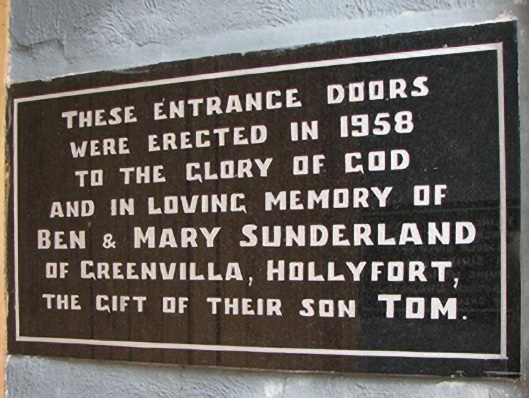 THESE ENTRANCE DOORS
WERE ERECTED IN 1958
TO THE GLORY OF GOD
AND IN LOVING MEMORY OF
BEN & MARY SUNDERLAND
OF GREENVILLA, HOLLYFORT,
THE GIFT OF THEIR SON TOM.